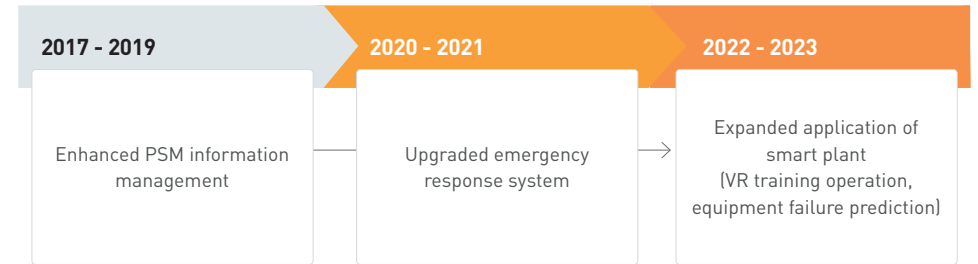 2017 - 2019
Enhanced PSM information
management
2020 - 2021
Upgraded emergency
response system
2022 - 2023
Expanded application of
smart plant
(VR training operation,
equipment failure prediction)